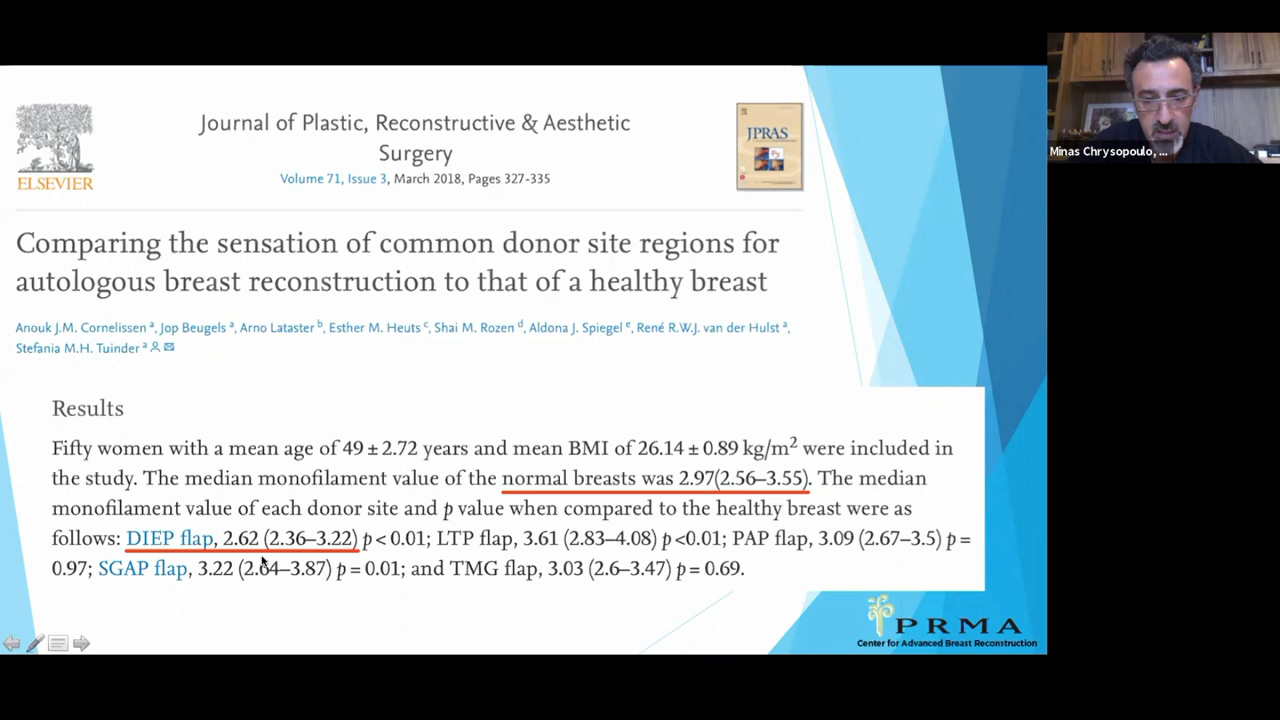 Journal of Plastic, Reconstructive & Aesthetic
Surgery
Volume 71, Issue 3, March 2018, Pages 327-335
ELSEVIER
JPRAS
Comparing the sensation of common donor site regions for
autologous breast reconstruction to that of a healthy breast
Anouk J.M. Cornelissen a, Jop Beugels a, Arno Lataster b, Esther M. Heuts c, Shai M. Rozen d, Aldona J. Spiegel e, René R.W.J. van der Hulst a,
Stefania M.H. Tuinder a
Results
Fifty women with a mean age of 49 ± 2.72 years and mean BMI of 26.14 ± 0.89 kg/m2 were included in
the study. The median monofilament value of the normal breasts was 2.97(2.56–3.55). The median
monofilament value of each donor site and p value when compared to the healthy breast were as
follows: DIEP flap, 2.62 (2.36–3.22) p < 0.01; LTP flap, 3.61 (2.83–4.08) p <0.01; PAP flap, 3.09 (2.67–3.5) p =
0.97; SGAP flap, 3.22 (2.64–3.87) p = 0.01; and TMG flap, 3.03 (2.6–3.47) p = 0.69.
PRMA
Center for Advanced Breast Reconstruction
Minas Chrysopoulo, ...